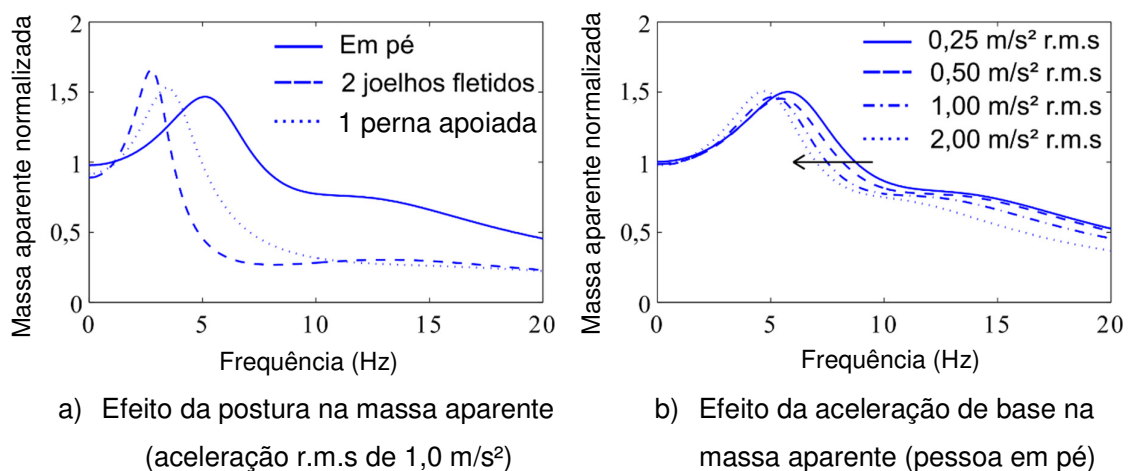 Massa aparente normalizada
2
1,5
1
0,5
0
0
5
10
15
20
Em pé
2 joelhos fletidos
1 perna apoiada
Frequência (Hz)
a) Efeito da postura na massa aparente
(aceleração r.m.s de 1,0 m/s²)
Massa aparente normalizada
2
1,5
1
0,5
0
0
5
10
15
20
0,25 m/s² r.m.s
0,50 m/s² r.m.s
1,00 m/s² r.m.s
2,00 m/s² r.m.s
Frequência (Hz)
b) Efeito da aceleração de base na
massa aparente (pessoa em pé)